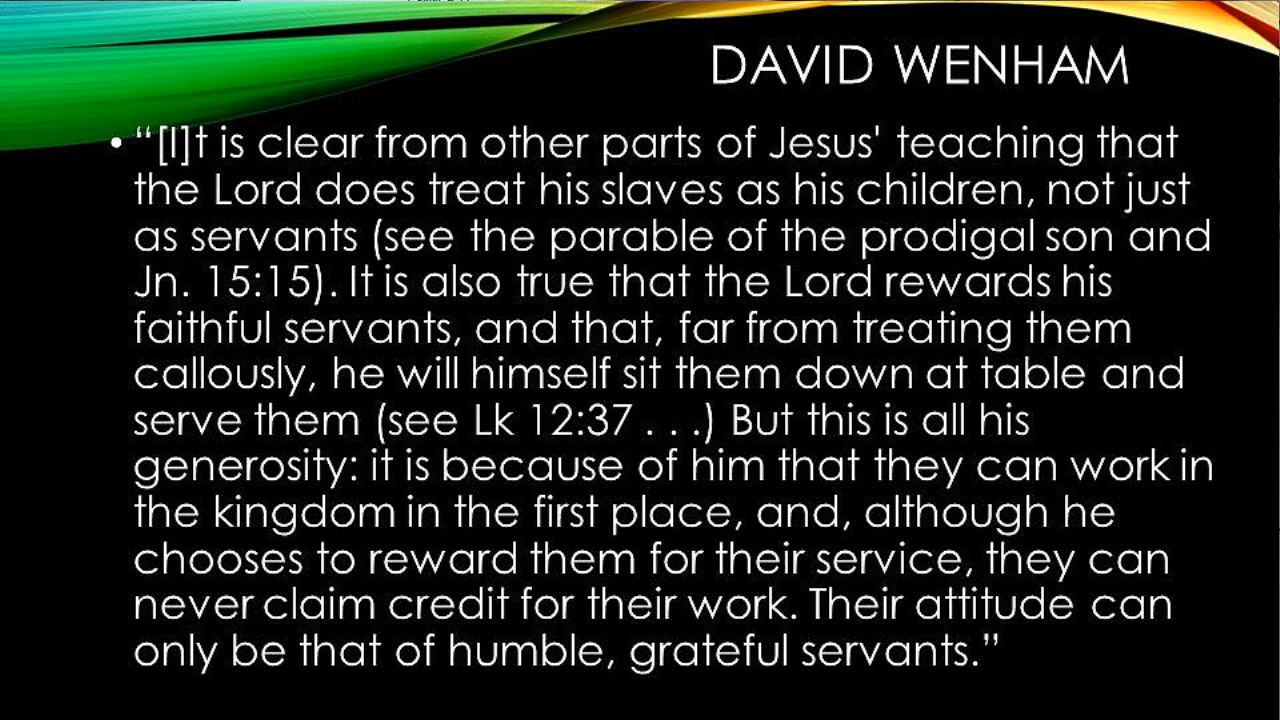 DAVID WENHAM
• “[I]t is clear from other parts of Jesus' teaching that
the Lord does treat his slaves as his children, not just
as servants (see the parable of the prodigal son and
Jn. 15:15). It is also true that the Lord rewards his
faithful servants, and that, far from treating them
callously, he will himself sit them down at table and
serve them (see Lk 12:37 . . .) But this is all his
generosity: it is because of him that they can work in
the kingdom in the first place, and, although he
chooses to reward them for their service, they can
never claim credit for their work. Their attitude can
only be that of humble, grateful servants.”